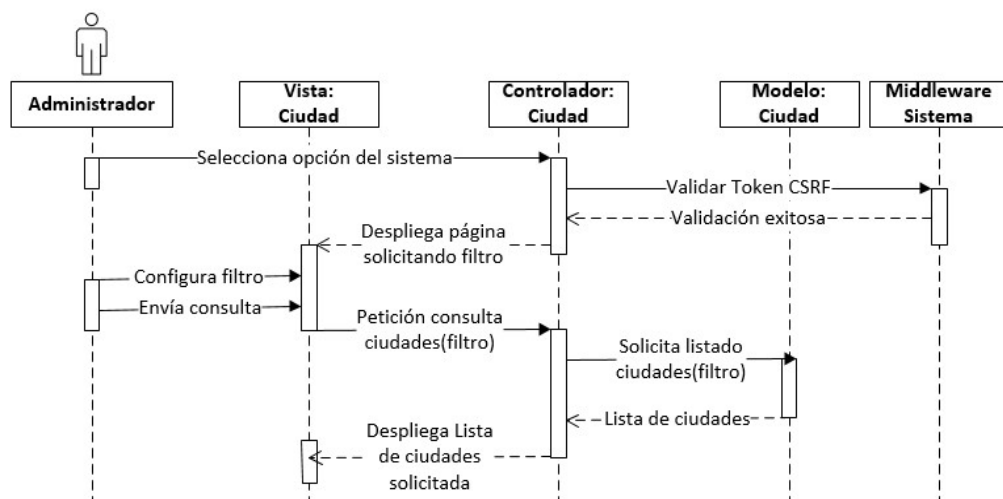 Administrador
Vista:
Ciudad
Controlador:
Ciudad
Modelo:
Ciudad
Middleware
Sistema
Selecciona opción del sistema
Validar Token CSRF
Validación exitosa
Despliega página
solicitando filtro
Configura filtro
Envía consulta
Petición consulta
ciudades(filtro)
Solicita listado
ciudades(filtro)
Lista de ciudades
Despliega Lista
de ciudades
solicitada